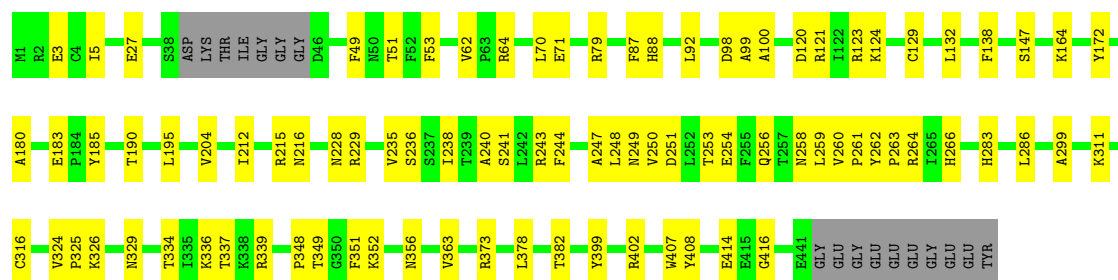 M1 R2 E3 C4 I5 E27 S38 ASP LYS THR ILE GLY GLY GLY D46 F49 N50 T51 F52 F53 V62 P63 R64 L70 E71 R79 F87 H88 L92 D98 A99 A100 D120 R121 I122 R123 K124 C129 L132 F138 S147 K164 Y172
A180 E183 P184 Y185 T190 L195 V204 I212 R215 N216 N228 R229 V235 S236 S237 I238 T239 A240 S241 L242 R243 F244 A247 L248 N249 V250 D251 L252 T253 E254 F255 Q256 T257 N258 L259 V260 P261 Y262 P263 R264 I265 H266 H283 L286 A299 K311
C316 V324 P325 K326 N329 T334 I335 K336 T337 K338 R339 P348 T349 G350 F351 K352 N356 V363 R373 L378 T382 Y399 R402 W407 Y408 E414 E415 G416 E441 GLY GLU GLU GLY GLU GLU GLU GLY GLU GLU TYR